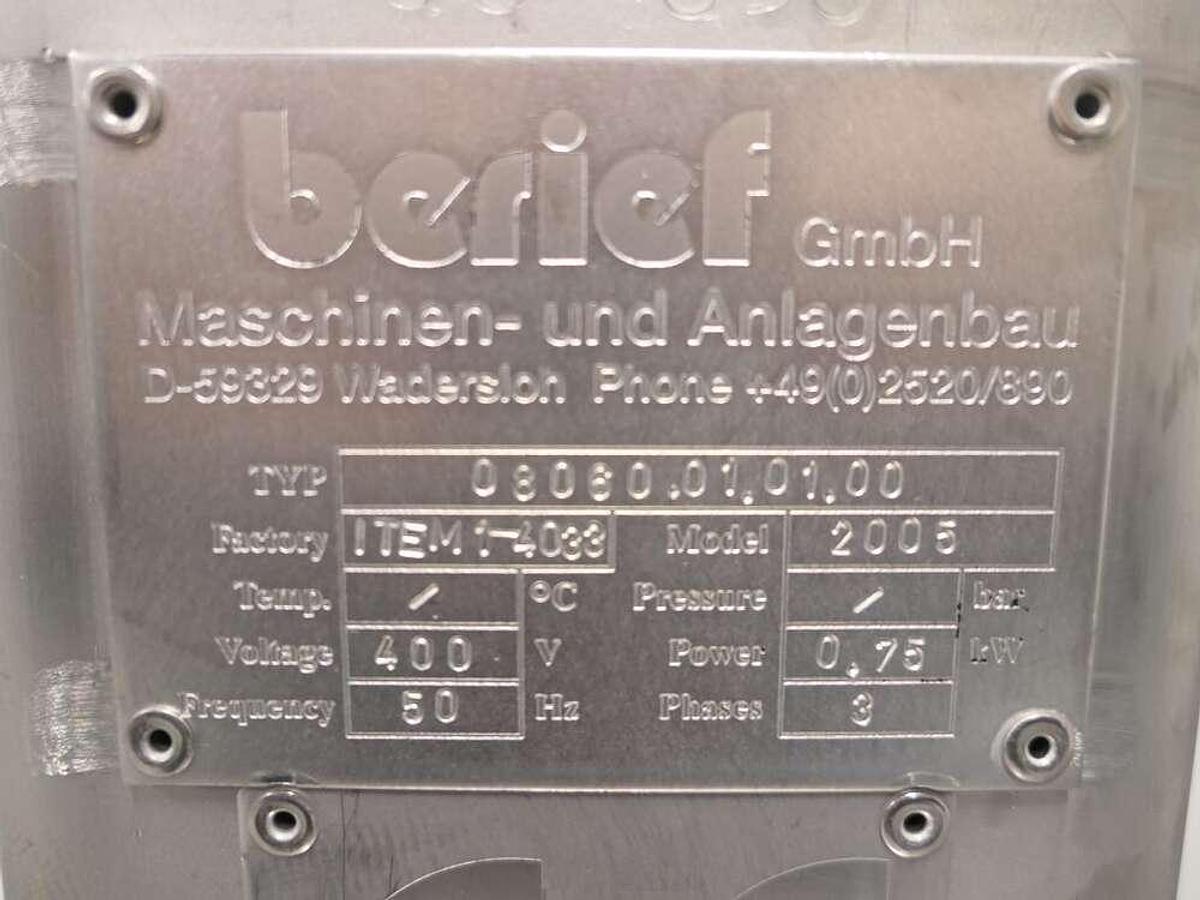 berief GmbH
Maschinen- und Anlagenbau
D-59329 Wadersloh Phone +49(0)2520/890
TYP 08060.01.01.00
Factory ITEM 1-4033 Model 2005
Temp. / °C Pressure / bar
Voltage 400 V Power 0.75 kW
Frequency 50 Hz Phases 3